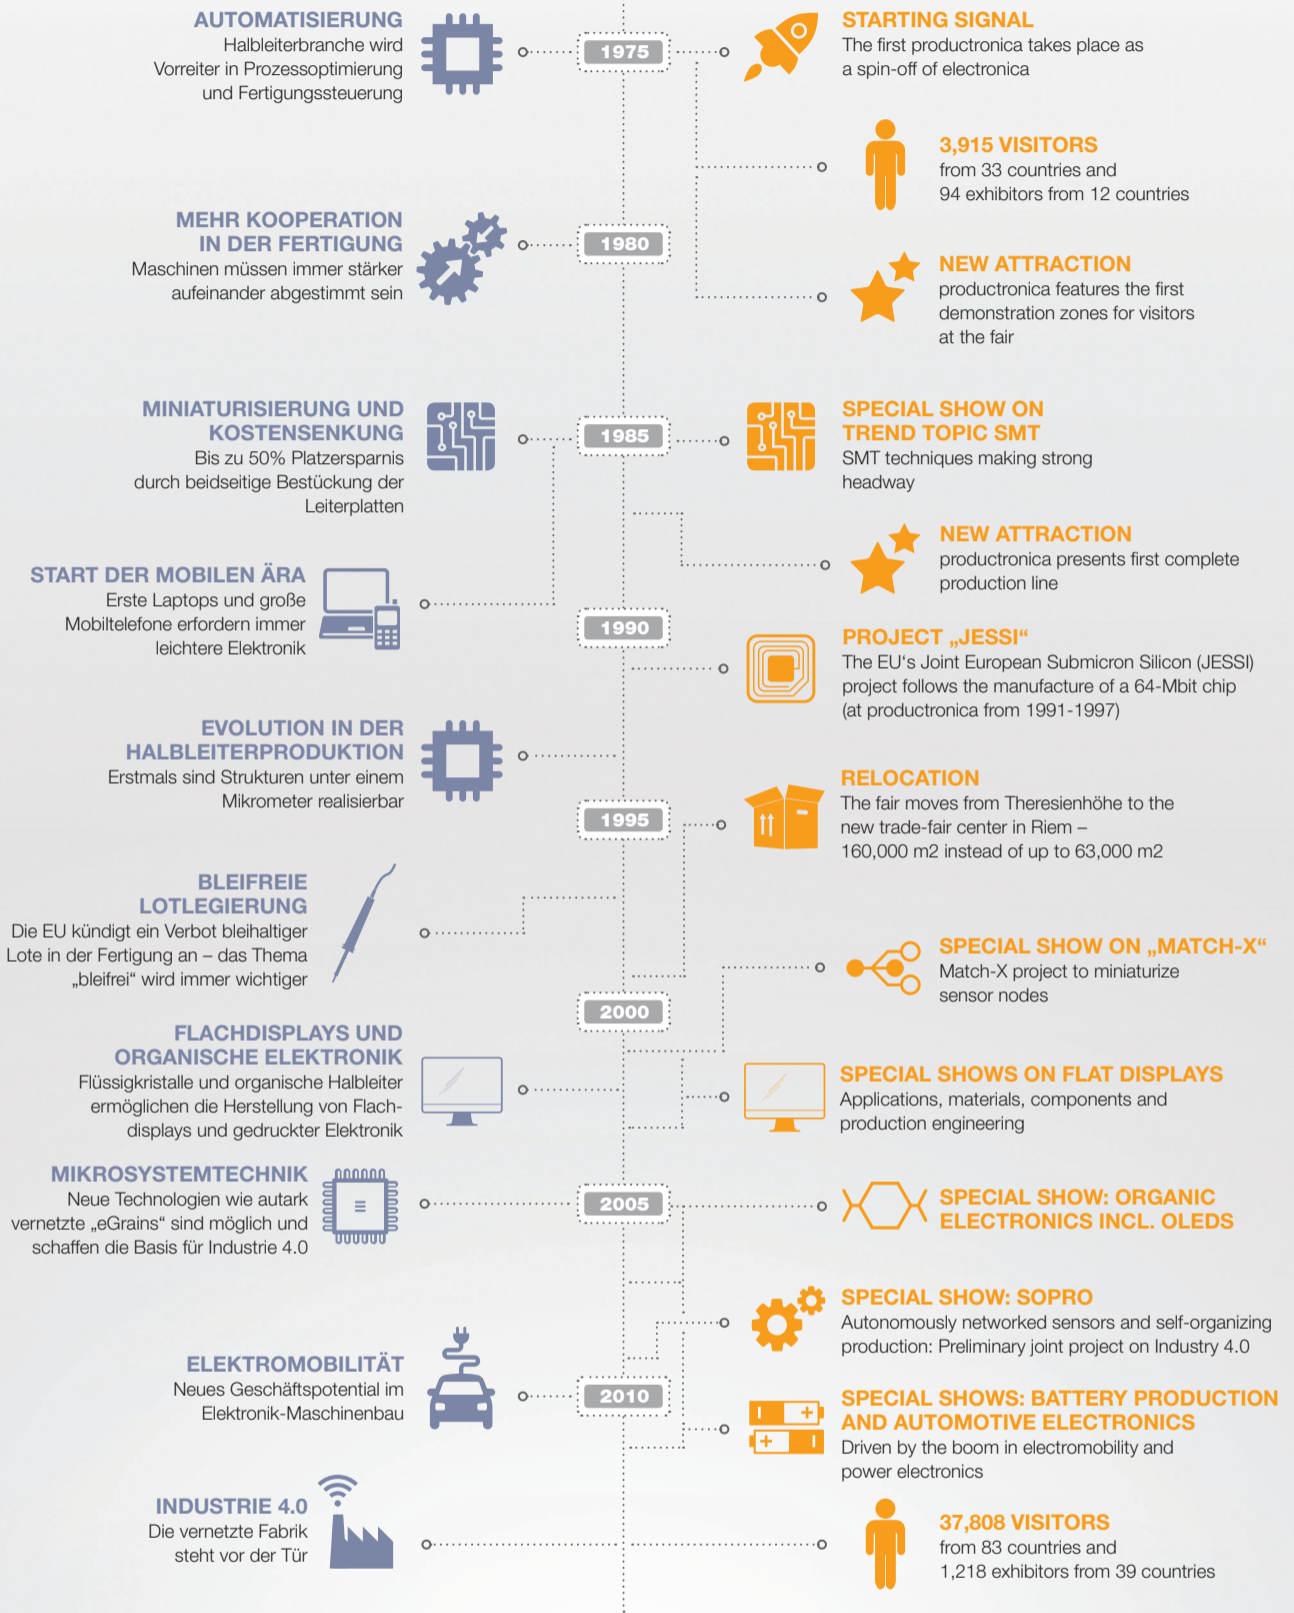 AUTOMATISIERUNG
Halbleiterbranche wird
Vorreiter in Prozessoptimierung
und Fertigungssteuerung
1975
STARTING SIGNAL
The first productronica takes place as
a spin-off of electronica
3,915 VISITORS
from 33 countries and
94 exhibitors from 12 countries
MEHR KOOPERATION
IN DER FERTIGUNG
Maschinen müssen immer stärker
aufeinander abgestimmt sein
1980
NEW ATTRACTION
productronica features the first
demonstration zones for visitors
at the fair
MINIATURISIERUNG UND
KOSTENSENKUNG
Bis zu 50% Platzersparnis
durch beidseitige Bestückung der
Leiterplatten
1985
SPECIAL SHOW ON
TREND TOPIC SMT
SMT techniques making strong
headway
NEW ATTRACTION
productronica presents first complete
production line
START DER MOBILEN ÄRA
Erste Laptops und große
Mobiltelefone erfordern immer
leichtere Elektronik
1990
PROJECT „JESSI“
The EU‘s Joint European Submicron Silicon (JESSI)
project follows the manufacture of a 64-Mbit chip
(at productronica from 1991-1997)
EVOLUTION IN DER
HALBLEITERPRODUKTION
Erstmals sind Strukturen unter einem
Mikrometer realisierbar
1995
RELOCATION
The fair moves from Theresienhöhe to the
new trade-fair center in Riem –
160,000 m2 instead of up to 63,000 m2
BLEIFREIE
LOTLEGIERUNG
Die EU kündigt ein Verbot bleihaltiger
Lote in der Fertigung an – das Thema
„bleifrei“ wird immer wichtiger
SPECIAL SHOW ON „MATCH-X“
Match-X project to miniaturize
sensor nodes
2000
FLACHDISPLAYS UND
ORGANISCHE ELEKTRONIK
Flüssigkristalle und organische Halbleiter
ermöglichen die Herstellung von Flach-
displays und gedruckter Elektronik
SPECIAL SHOWS ON FLAT DISPLAYS
Applications, materials, components and
production engineering
MIKROSYSTEMTECHNIK
Neue Technologien wie autark
vernetzte „eGrains“ sind möglich und
schaffen die Basis für Industrie 4.0
2005
SPECIAL SHOW: ORGANIC
ELECTRONICS INCL. OLEDS
SPECIAL SHOW: SOPRO
Autonomously networked sensors and self-organizing
production: Preliminary joint project on Industry 4.0
ELEKTROMOBILITÄT
Neues Geschäftspotential im
Elektronik-Maschinenbau
2010
SPECIAL SHOWS: BATTERY PRODUCTION
AND AUTOMOTIVE ELECTRONICS
Driven by the boom in electromobility and
power electronics
INDUSTRIE 4.0
Die vernetzte Fabrik
steht vor der Tür
37,808 VISITORS
from 83 countries and
1,218 exhibitors from 39 countries